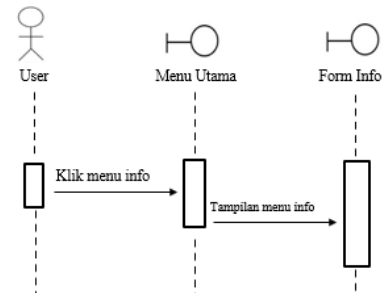 User
Menu Utama
Form Info
Klik menu info
Tampilan menu info